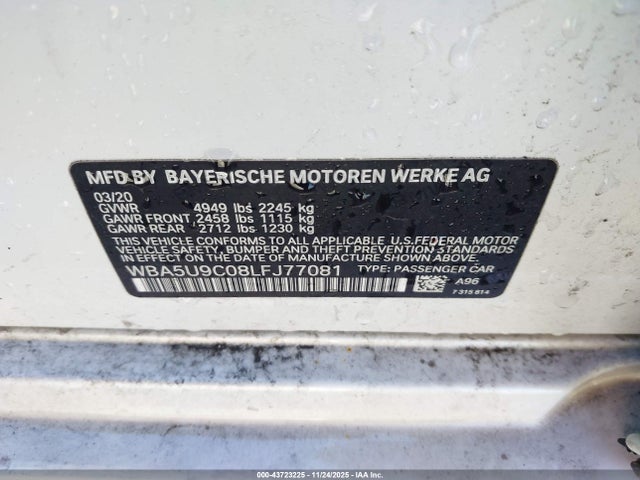 MFD BY BAYERISCHE MOTOREN WERKE AG
03/20
GVWR 4949 lbs 2245 kg
GAWR FRONT 2458 lbs 1115 kg
GAWR REAR 2712 lbs 1230 kg
THIS VEHICLE CONFORMS TO ALL APPLICABLE U.S. FEDERAL MOTOR
VEHICLE SAFETY, BUMPER AND THEFT PREVENTION STANDARDS
IN EFFECT ON THE DATE OF MANUFACTURE SHOWN ABOVE.
WBA5U9C08LFJ77081 TYPE: PASSENGER CAR
A96
7 315 814
000-43723225 - 11/24/2025 - IAA Inc.